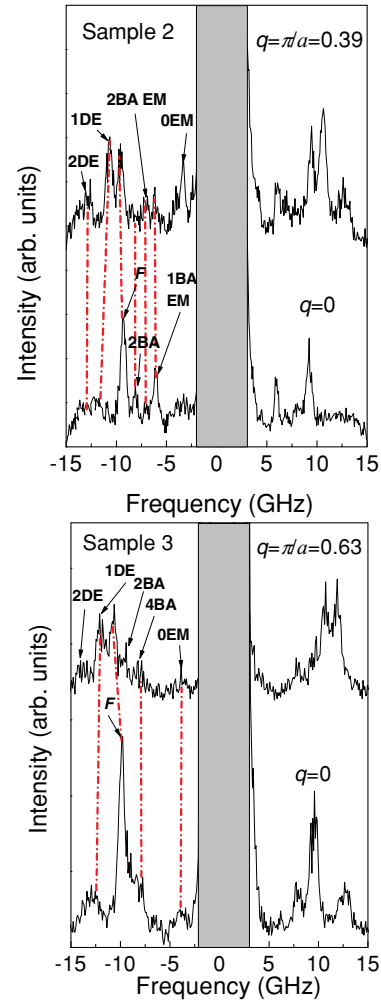 Sample 2
q=π/a=0.39
1DE
2BA EM
0EM
2DE
F
1BA
EM
2BA
q=0
Intensity (arb. units)
-15 -10 -5 0 5 10 15
Frequency (GHz)
Sample 3
q=π/a=0.63
1DE
2DE
2BA
4BA
0EM
F
q=0
Intensity (arb. units)
-15 -10 -5 0 5 10 15
Frequency (GHz)